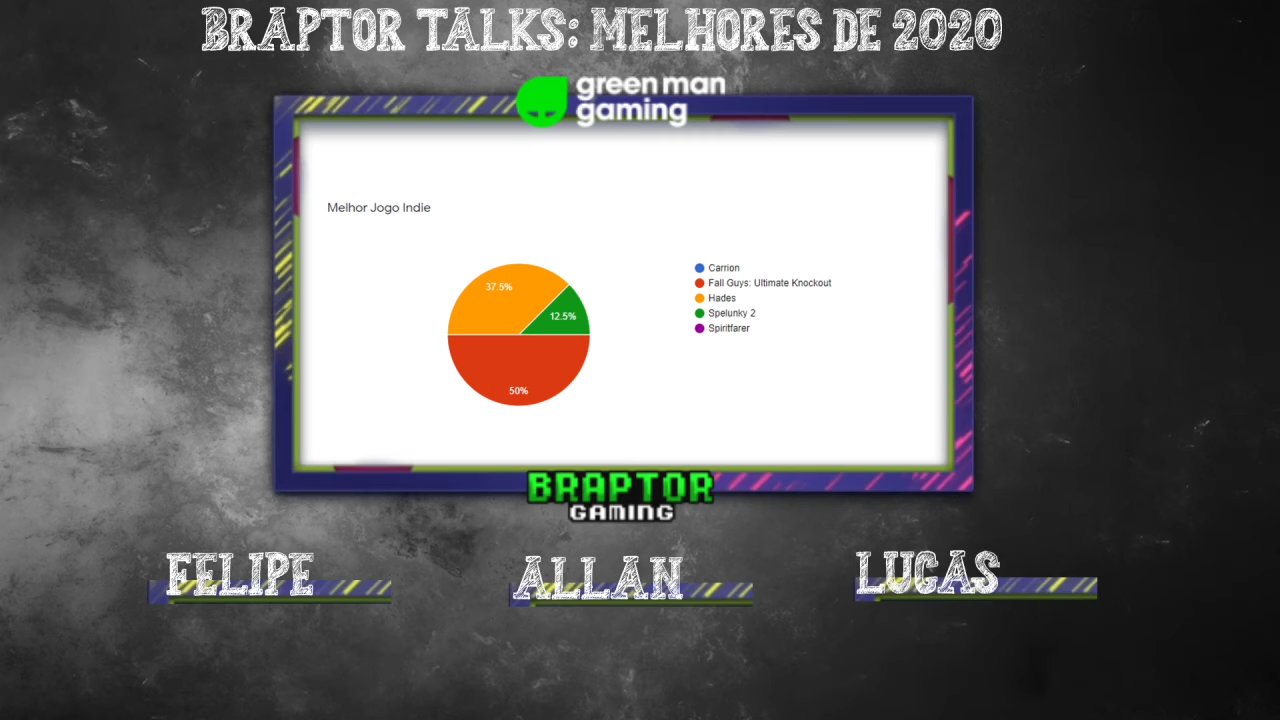 BRAPTOR TALKS: MELHORES DE 2020
green man
gaming
Melhor Jogo Indie
37.5%
12.5%
50%
Carrion
Fall Guys: Ultimate Knockout
Hades
Spelunky 2
Spiritfarer
BRAPTOR
GAMING
FELIPE
ALLAN
LUCAS